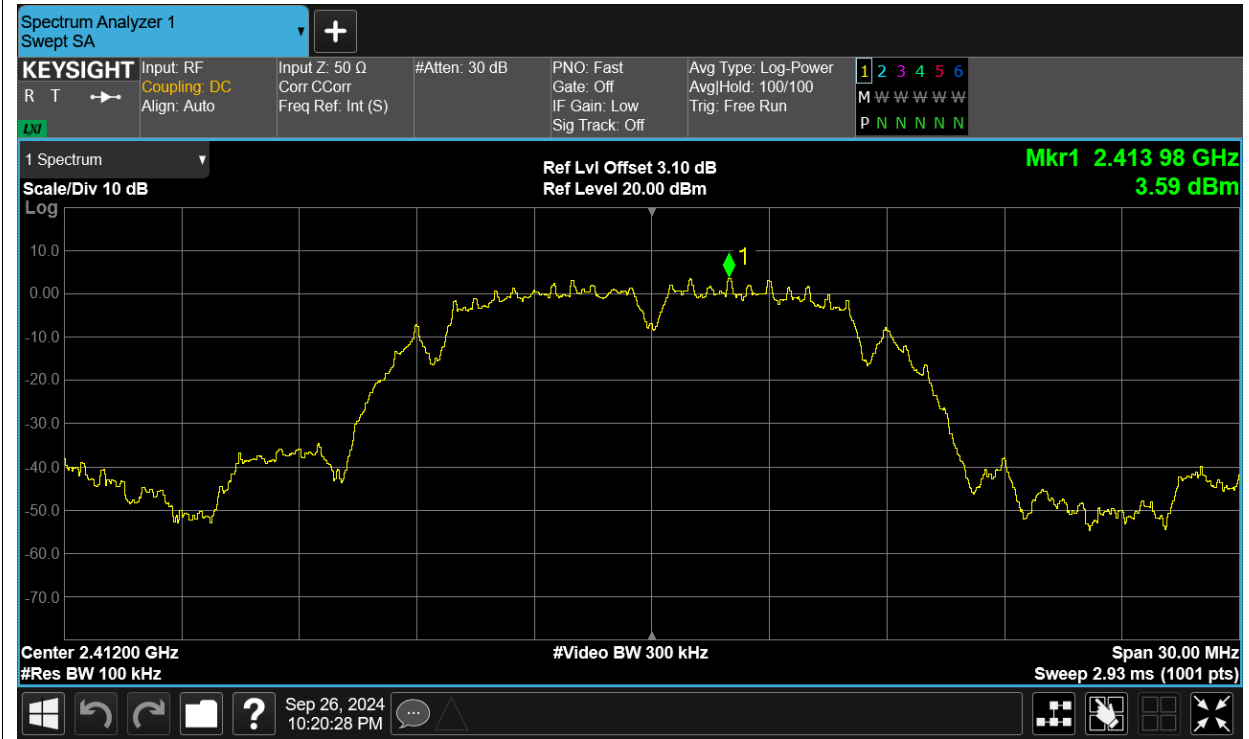 Spectrum Analyzer 1
Swept SA
KEYSIGHT
R T
LXI
Input: RF
Coupling: DC
Align: Auto
Input Z: 50 Ω
Corr CCorr
Freq Ref: Int (S)
#Atten: 30 dB
PNO: Fast
Gate: Off
IF Gain: Low
Sig Track: Off
Avg Type: Log-Power
Avg|Hold: 100/100
Trig: Free Run
1 2 3 4 5 6
M W W W W W
P N N N N N
1 Spectrum
Scale/Div 10 dB
Log
Ref Lvl Offset 3.10 dB
Ref Level 20.00 dBm
Mkr1 2.413 98 GHz
3.59 dBm
10.0
0.00
-10.0
-20.0
-30.0
-40.0
-50.0
-60.0
-70.0
1
Center 2.41200 GHz
#Res BW 100 kHz
#Video BW 300 kHz
Span 30.00 MHz
Sweep 2.93 ms (1001 pts)
?
Sep 26, 2024
10:20:28 PM